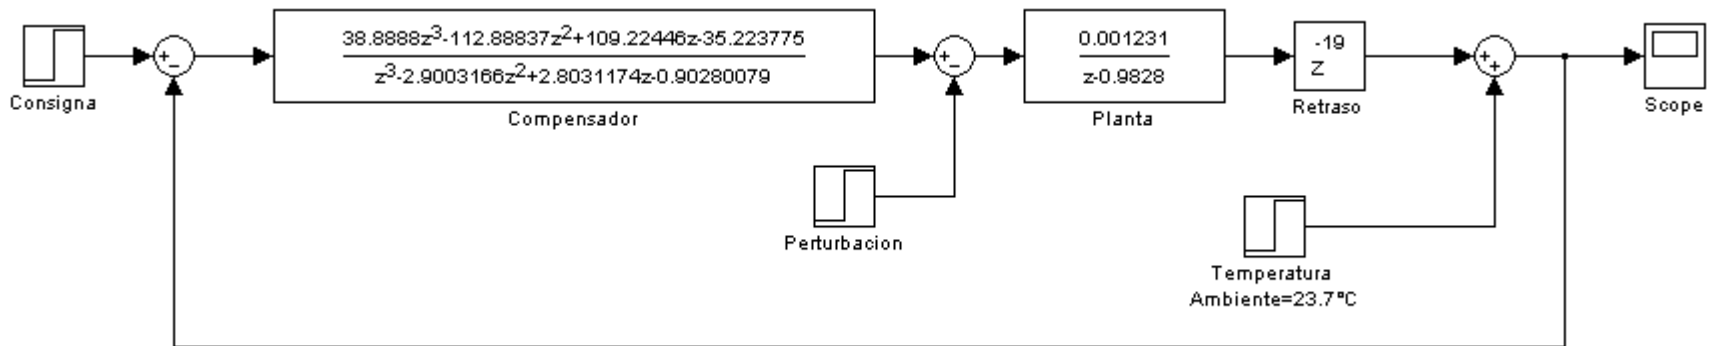 38.8888z³-112.88837z²+109.22446z-35.223775
z³-2.9003166z²+2.8031174z-0.90280079
0.001231
z-0.9828
-19
Z
Consigna
Compensador
Planta
Retraso
Scope
Perturbacion
Temperatura
Ambiente=23.7°C